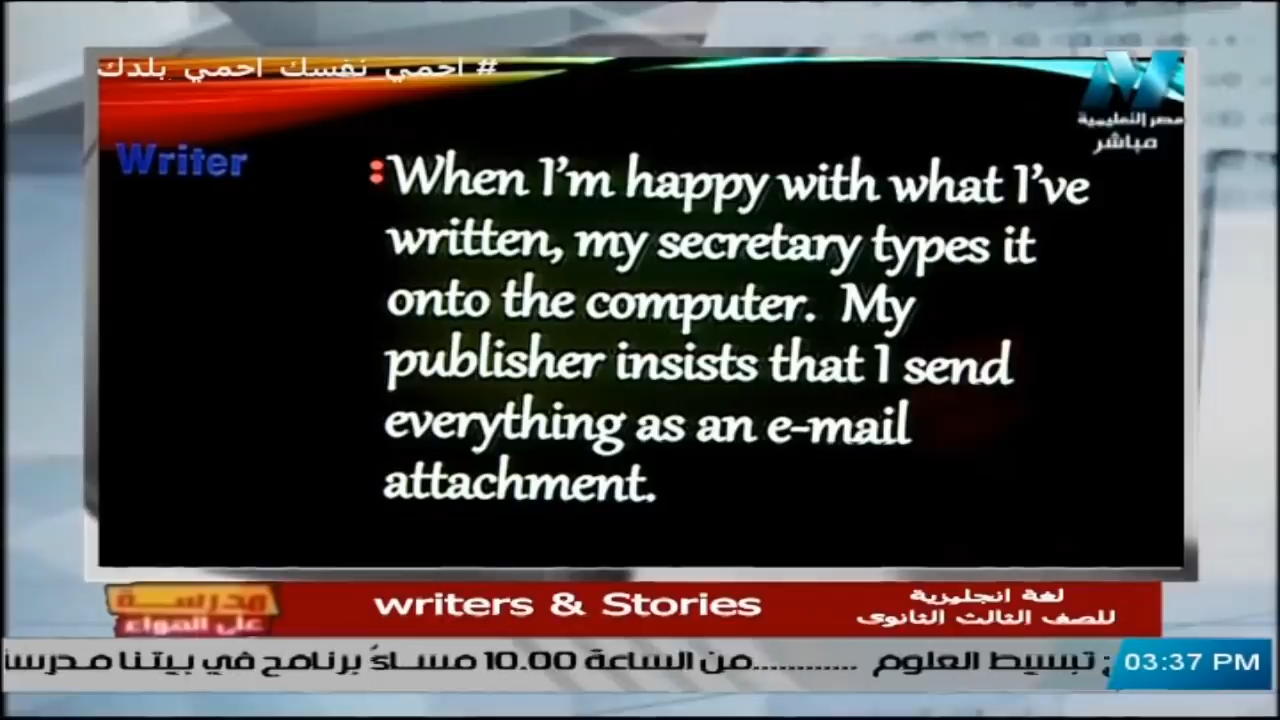 # احمي نفسك احمي بلدك
مصر التعليمية
مباشر
Writer
:When I'm happy with what I've
written, my secretary types it
onto the computer. My
publisher insists that I send
everything as an e-mail
attachment.
مدرسة
على الهواء
writers & Stories
لغة انجليزية
للصف الثالث الثانوى
تبسيط العلوم ............من الساعة 10.00 مساءً برنامج في بيتنا مدرسة
03:37 PM